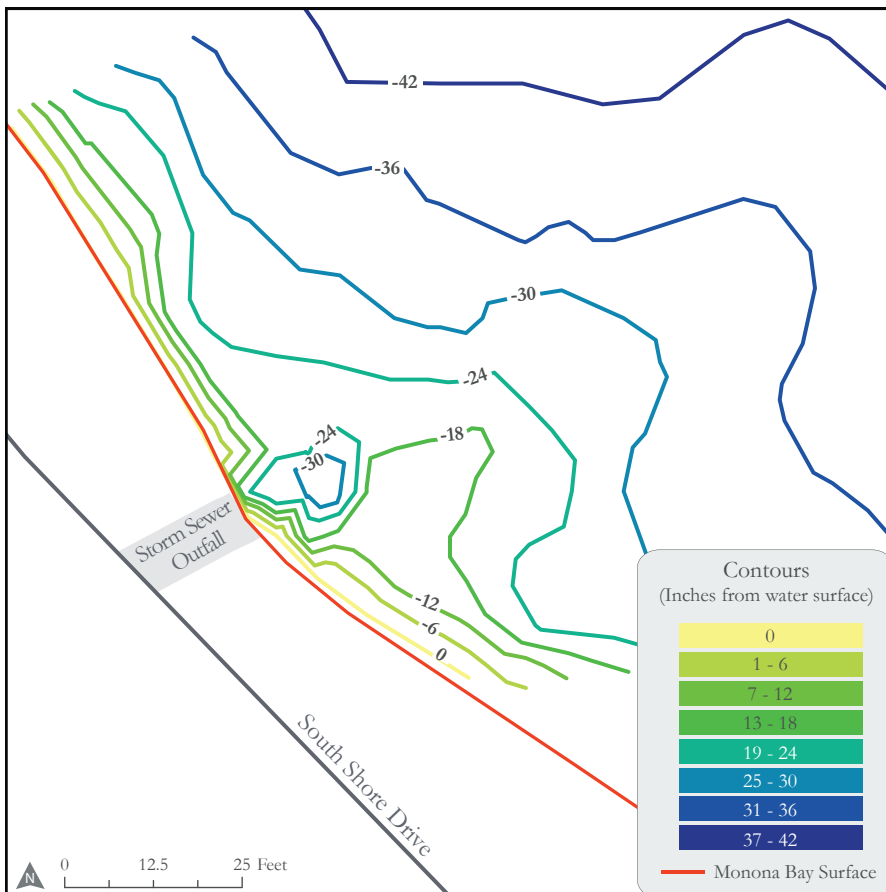 -42
-36
-30
-24
-24
-18
-30
-12
-6
0
Storm Sewer
Outfall
South Shore Drive
Contours
(Inches from water surface)
0
1 - 6
7 - 12
13 - 18
19 - 24
25 - 30
31 - 36
37 - 42
Monona Bay Surface
N
0 12.5 25 Feet